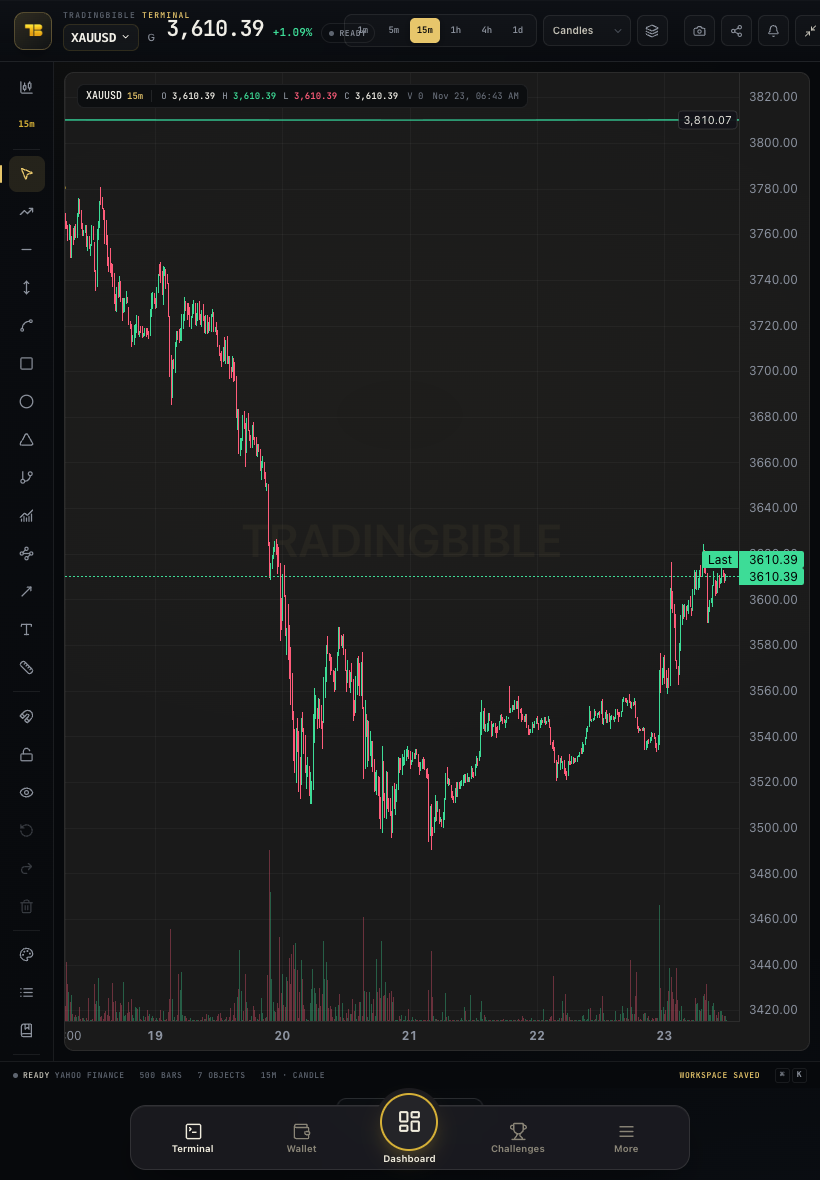 TRADINGBIBLE TERMINAL
XAUUSD G 3,610.39 +1.09% READY 1m 5m 15m 1h 4h 1d Candles
XAUUSD 15m O 3,610.39 H 3,610.39 L 3,610.39 C 3,610.39 V 0 Nov 23, 06:43 AM
15m
3820.00
3,810.07
3800.00
3780.00
3760.00
3740.00
3720.00
3700.00
3680.00
3660.00
3640.00
TRADINGBIBLE
Last 3610.39
3610.39
3600.00
3580.00
3560.00
3540.00
3520.00
3500.00
3480.00
3460.00
3440.00
3420.00
:00 19 20 21 22 23
READY YAHOO FINANCE 500 BARS 7 OBJECTS 15M · CANDLE WORKSPACE SAVED ⌘ K
Terminal Wallet Dashboard Challenges More